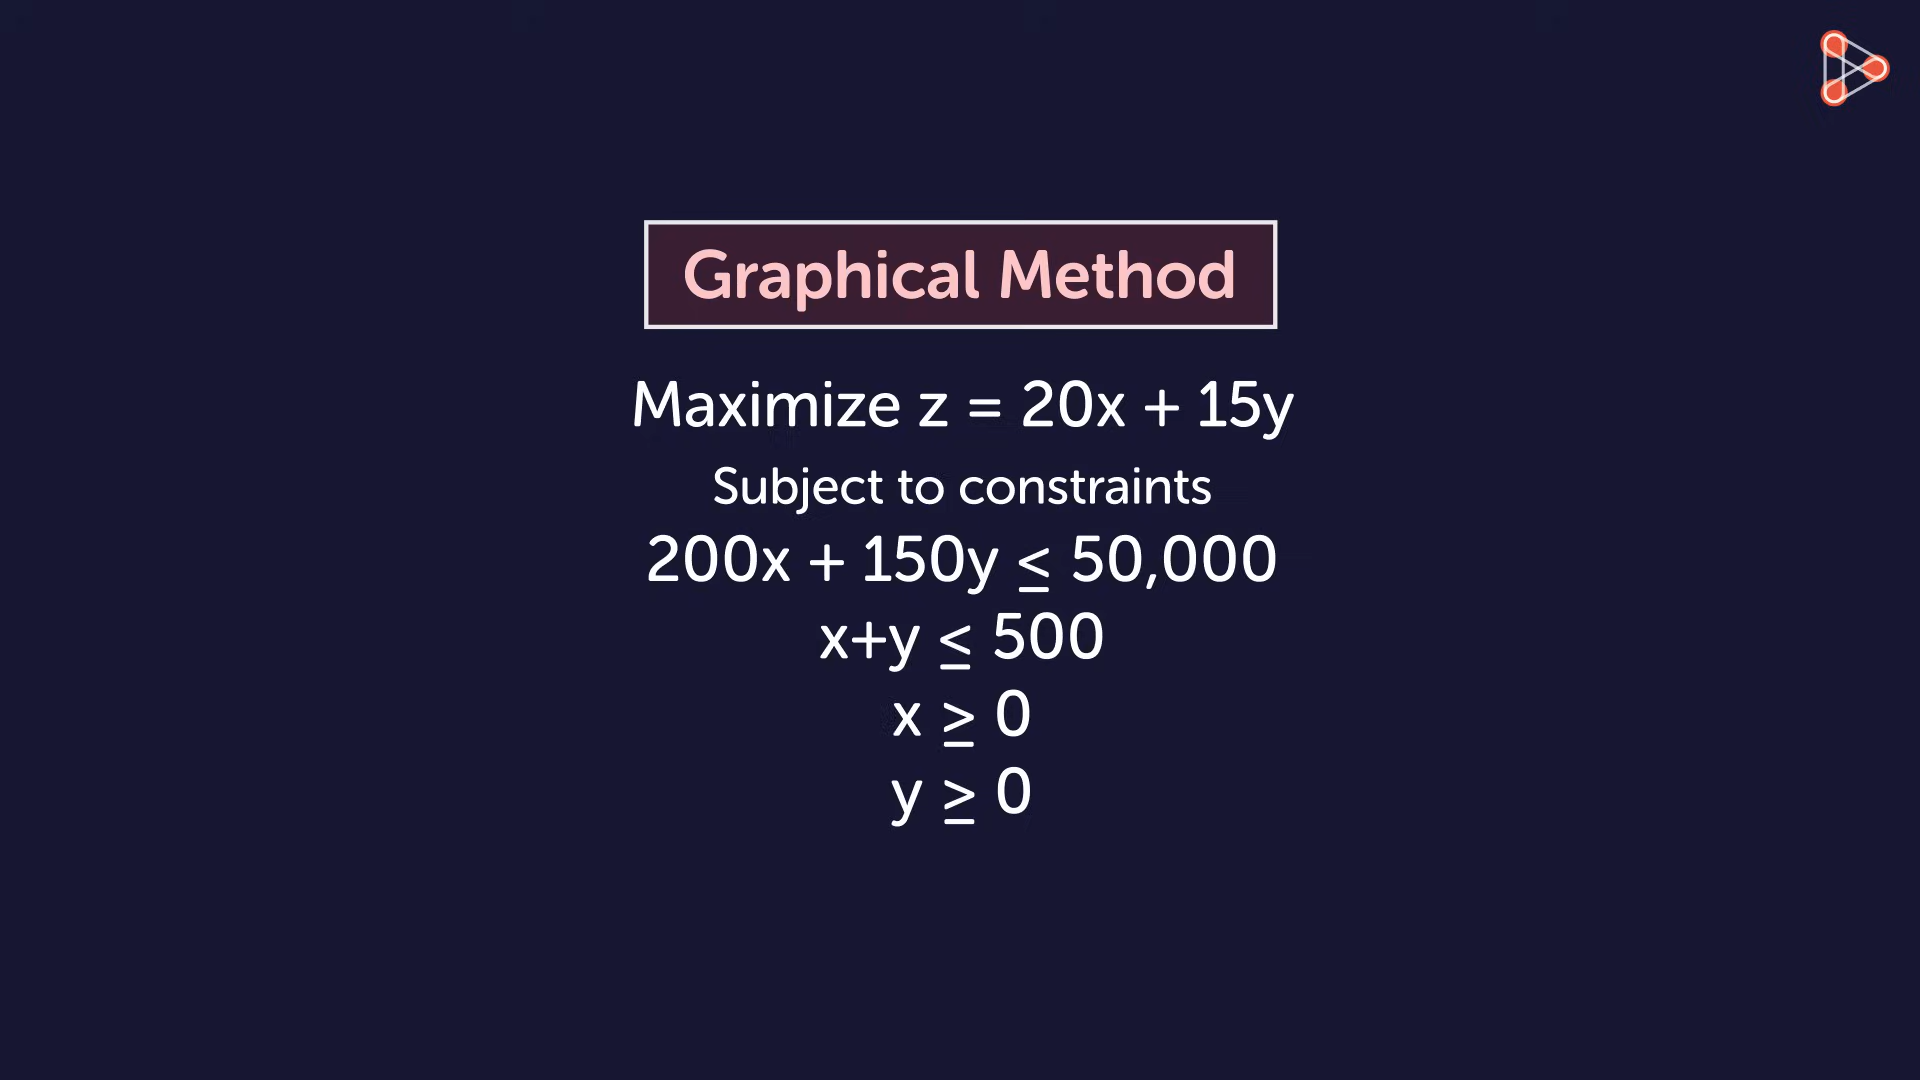 Graphical Method
Maximize z = 20x + 15y
Subject to constraints
200x + 150y ≤ 50,000
x+y ≤ 500
x ≥ 0
y ≥ 0